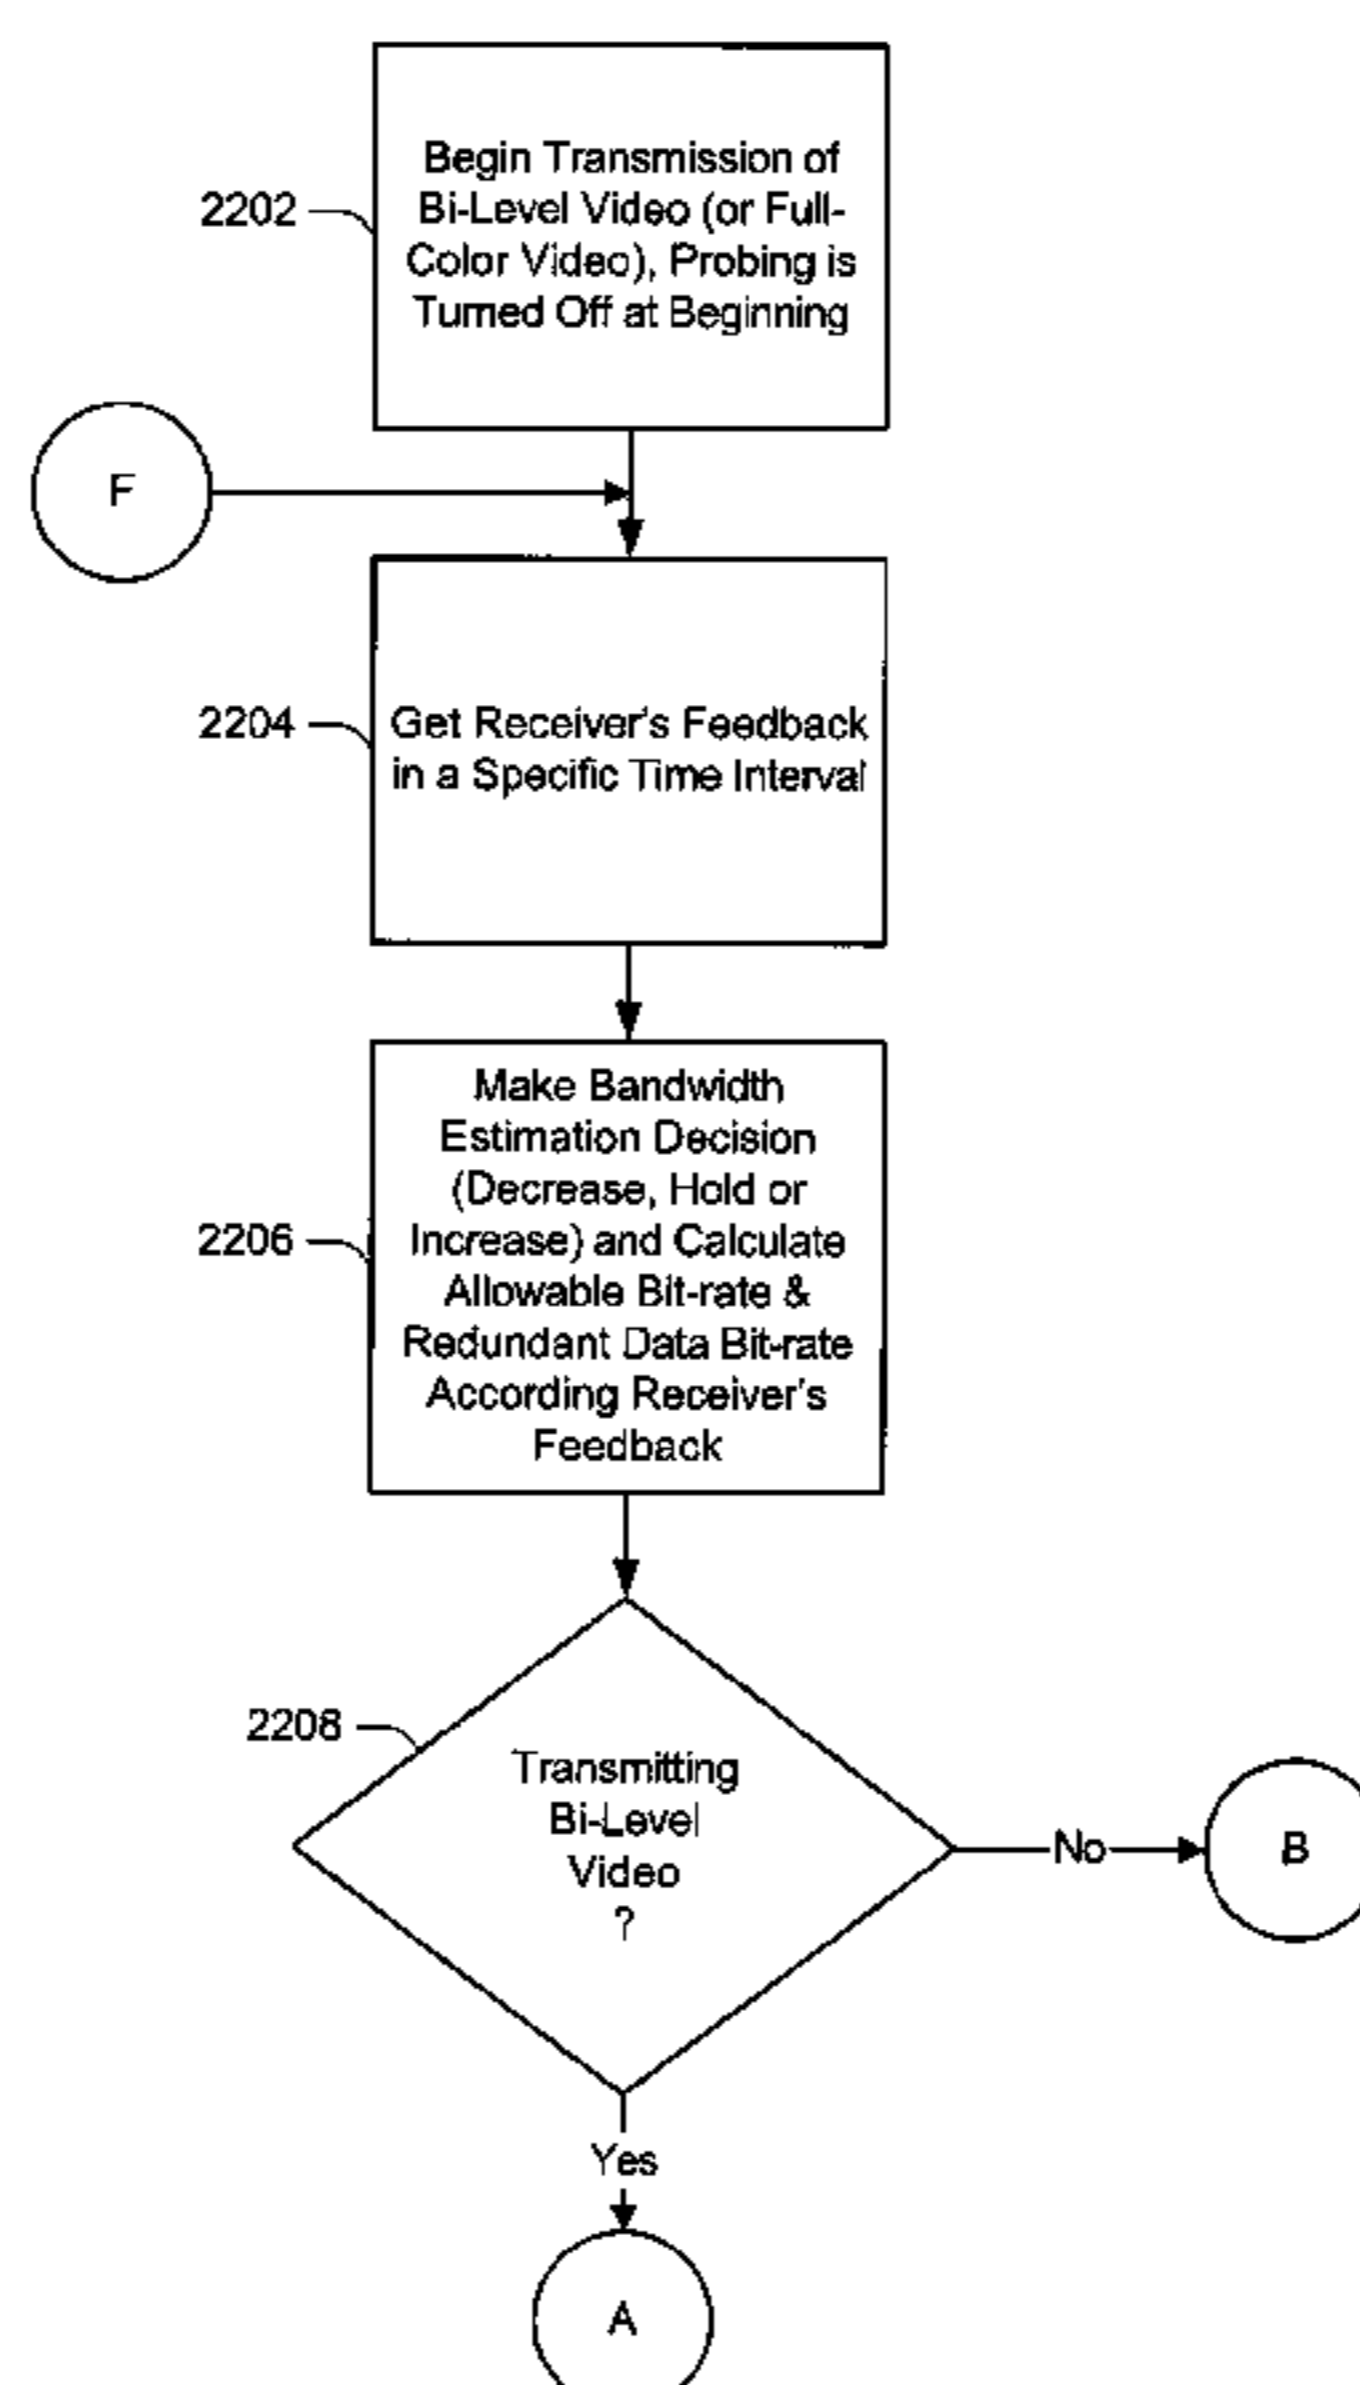 Begin Transmission of
Bi-Level Video (or Full-
Color Video), Probing is
Turned Off at Beginning
2202
F
2204
Get Receiver's Feedback
in a Specific Time Interval
Make Bandwidth
Estimation Decision
(Decrease, Hold or
Increase) and Calculate
Allowable Bit-rate &
Redundant Data Bit-rate
According Receiver's
Feedback
2206
2208
Transmitting
Bi-Level
Video
?
No
B
Yes
A